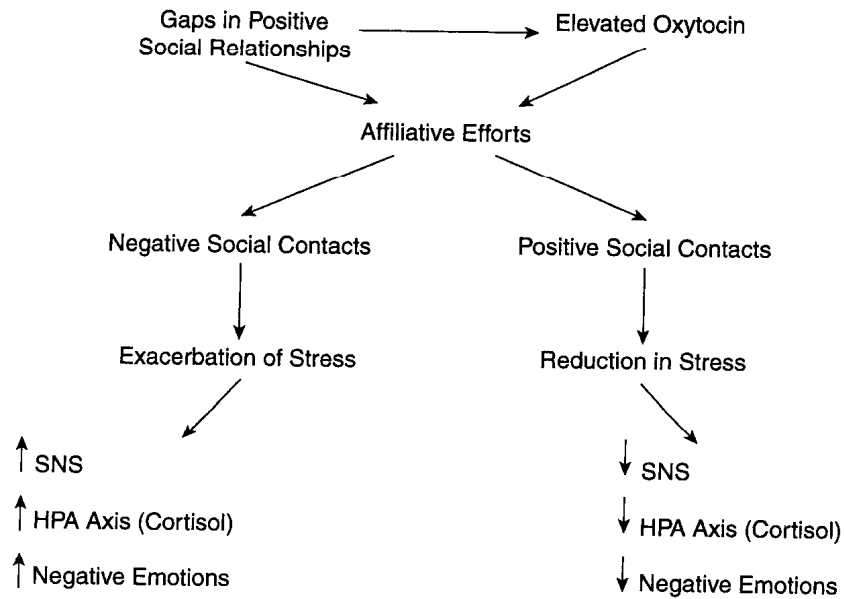 Gaps in Positive
Social Relationships
Elevated Oxytocin
Affiliative Efforts
Negative Social Contacts
Positive Social Contacts
Exacerbation of Stress
Reduction in Stress
SNS
HPA Axis (Cortisol)
Negative Emotions
SNS
HPA Axis (Cortisol)
Negative Emotions